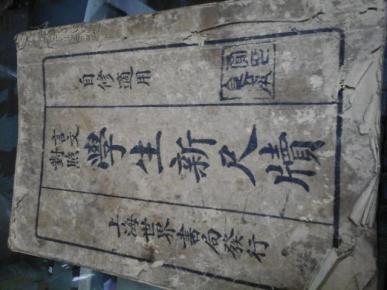 自修適用
言文
對照
學生新尺牘
上海世界書局發行